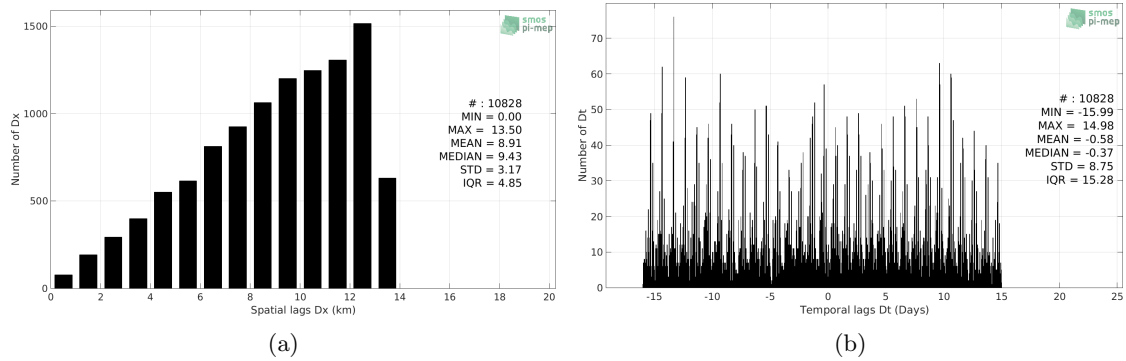 smos
pi-mep
1500
1000
500
0
Number of Dx
# : 10828
MIN = 0.00
MAX = 13.50
MEAN = 8.91
MEDIAN = 9.43
STD = 3.17
IQR = 4.85
0 2 4 6 8 10 12 14 16 18 20
Spatial lags Dx (km)
(a)
smos
pi-mep
70
60
50
40
30
20
10
0
Number of Dt
# : 10828
MIN = -15.99
MAX = 14.98
MEAN = -0.58
MEDIAN = -0.37
STD = 8.75
IQR = 15.28
-15 -10 -5 0 5 10 15 20 25
Temporal lags Dt (Days)
(b)